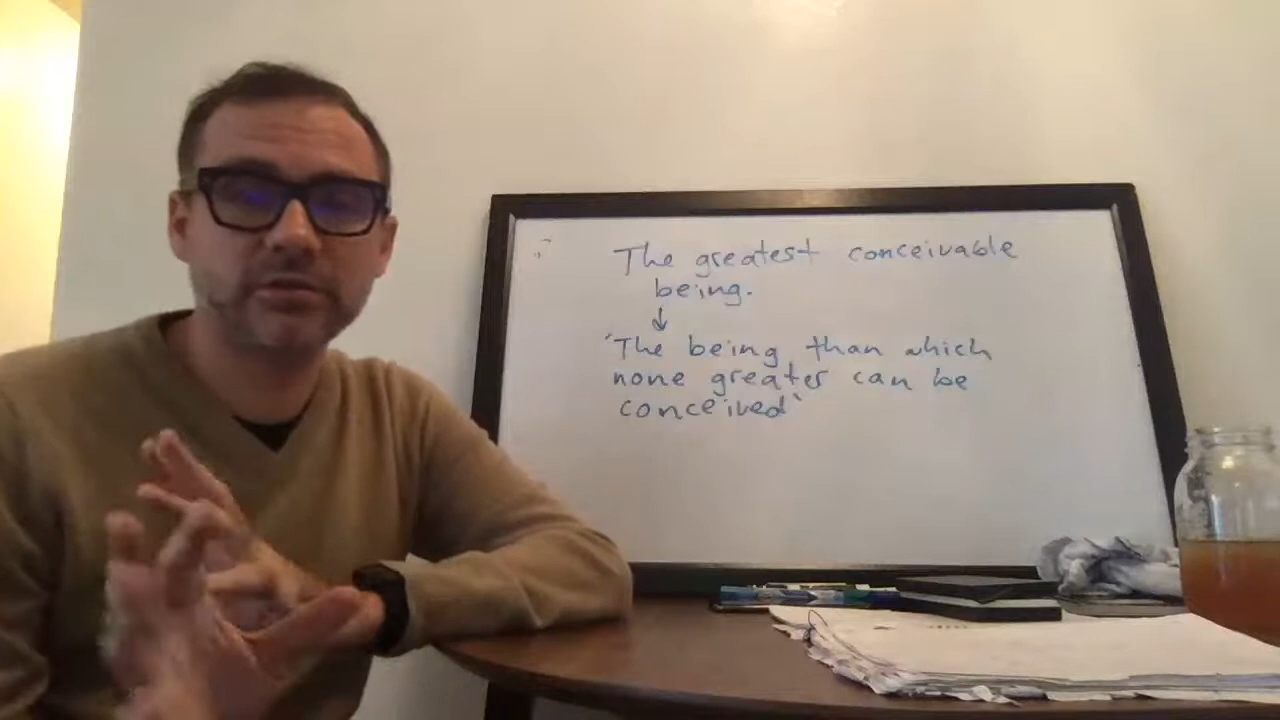 The greatest conceivable
being.
↓
'The being than which
none greater can be
conceived'